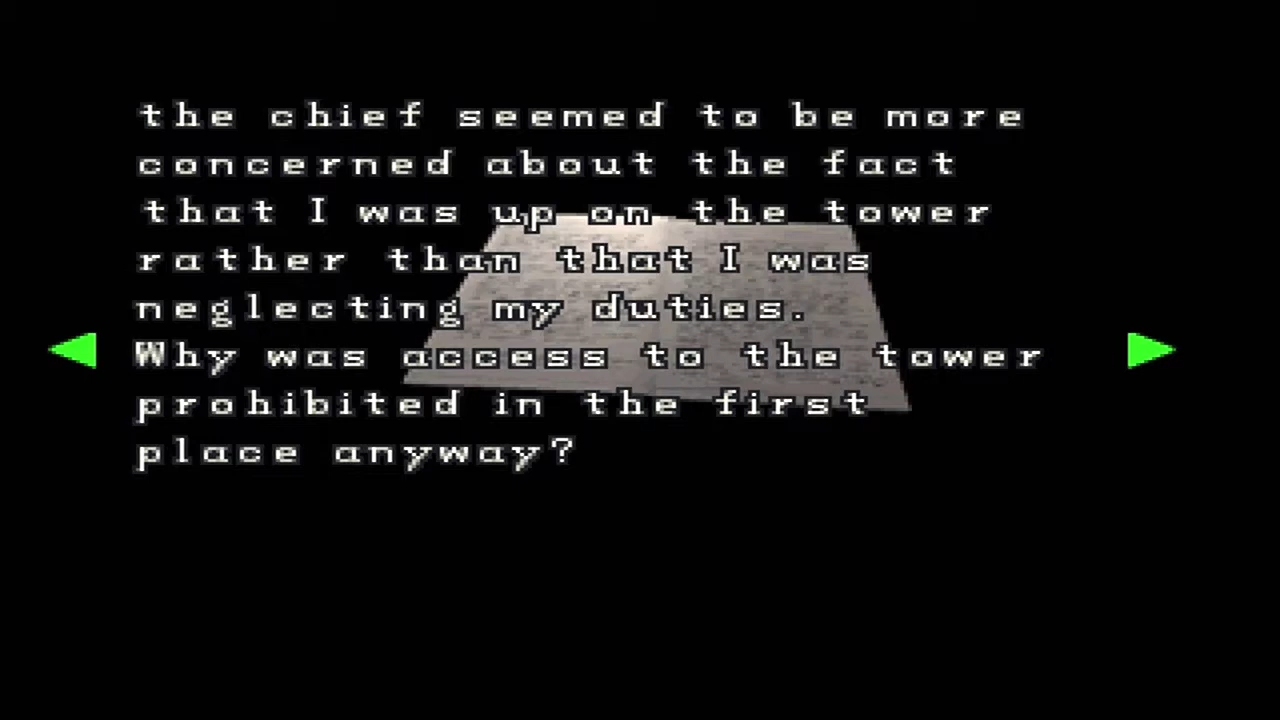 the chief seemed to be more
concerned about the fact
that I was up on the tower
rather than that I was
neglecting my duties.
Why was access to the tower
prohibited in the first
place anyway?